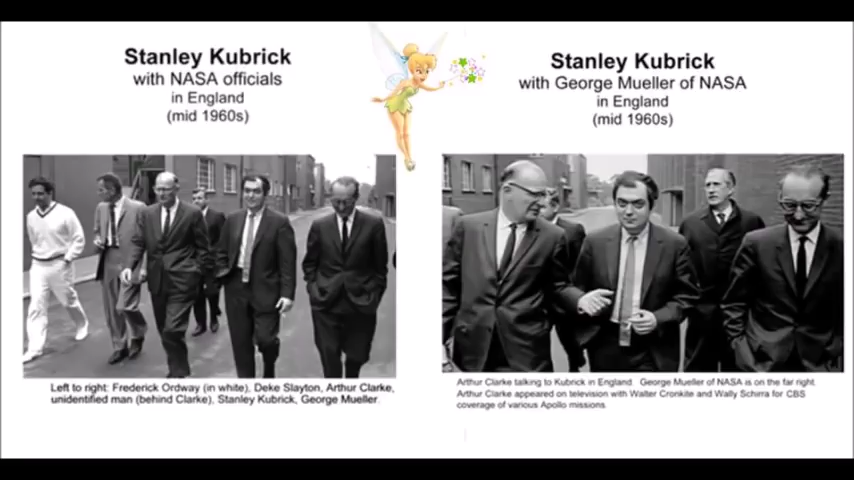 Stanley Kubrick
with NASA officials
in England
(mid 1960s)
Left to right: Frederick Ordway (in white), Deke Slayton, Arthur Clarke,
unidentified man (behind Clarke), Stanley Kubrick, George Mueller.
Stanley Kubrick
with George Mueller of NASA
in England
(mid 1960s)
Arthur Clarke talking to Kubrick in England. George Mueller of NASA is on the far right.
Arthur Clarke appeared on television with Walter Cronkite and Wally Schirra for CBS
coverage of various Apollo missions.